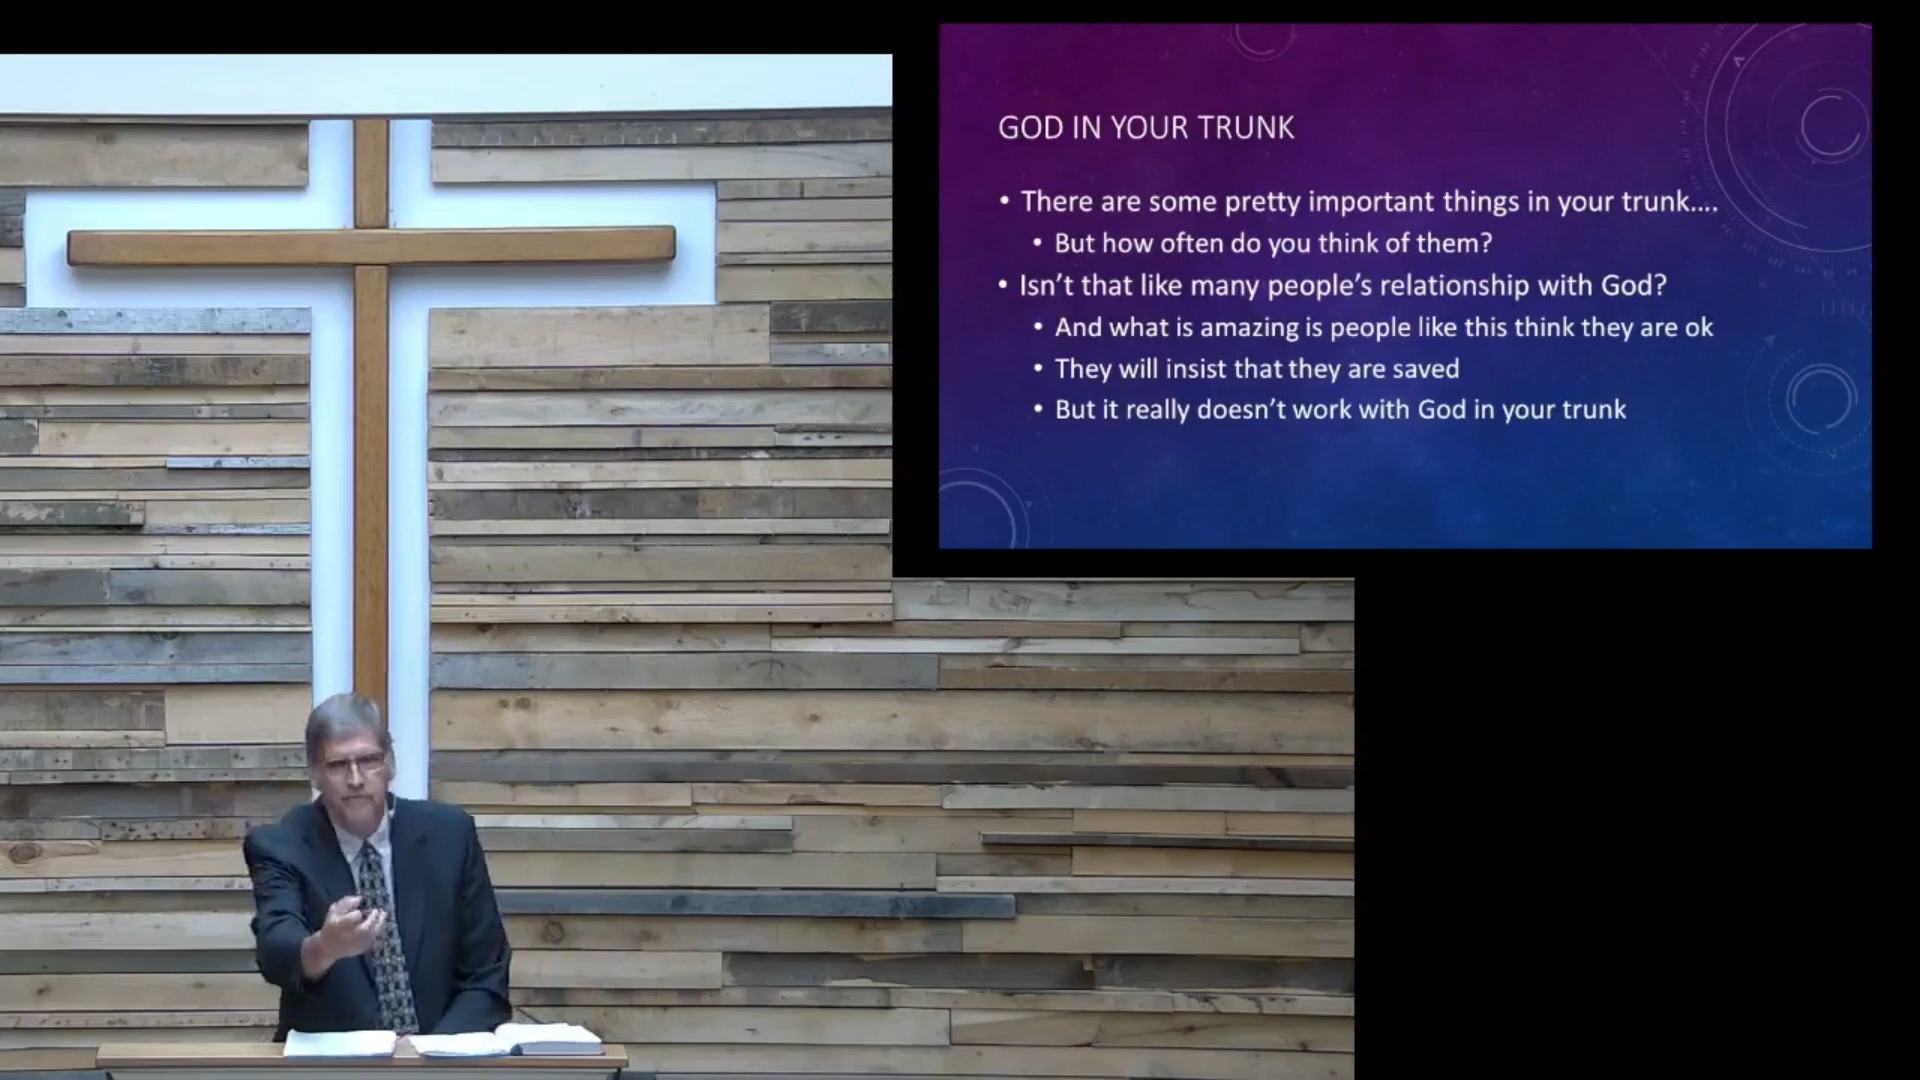 GOD IN YOUR TRUNK
• There are some pretty important things in your trunk....
• But how often do you think of them?
• Isn't that like many people's relationship with God?
• And what is amazing is people like this think they are ok
• They will insist that they are saved
• But it really doesn't work with God in your trunk